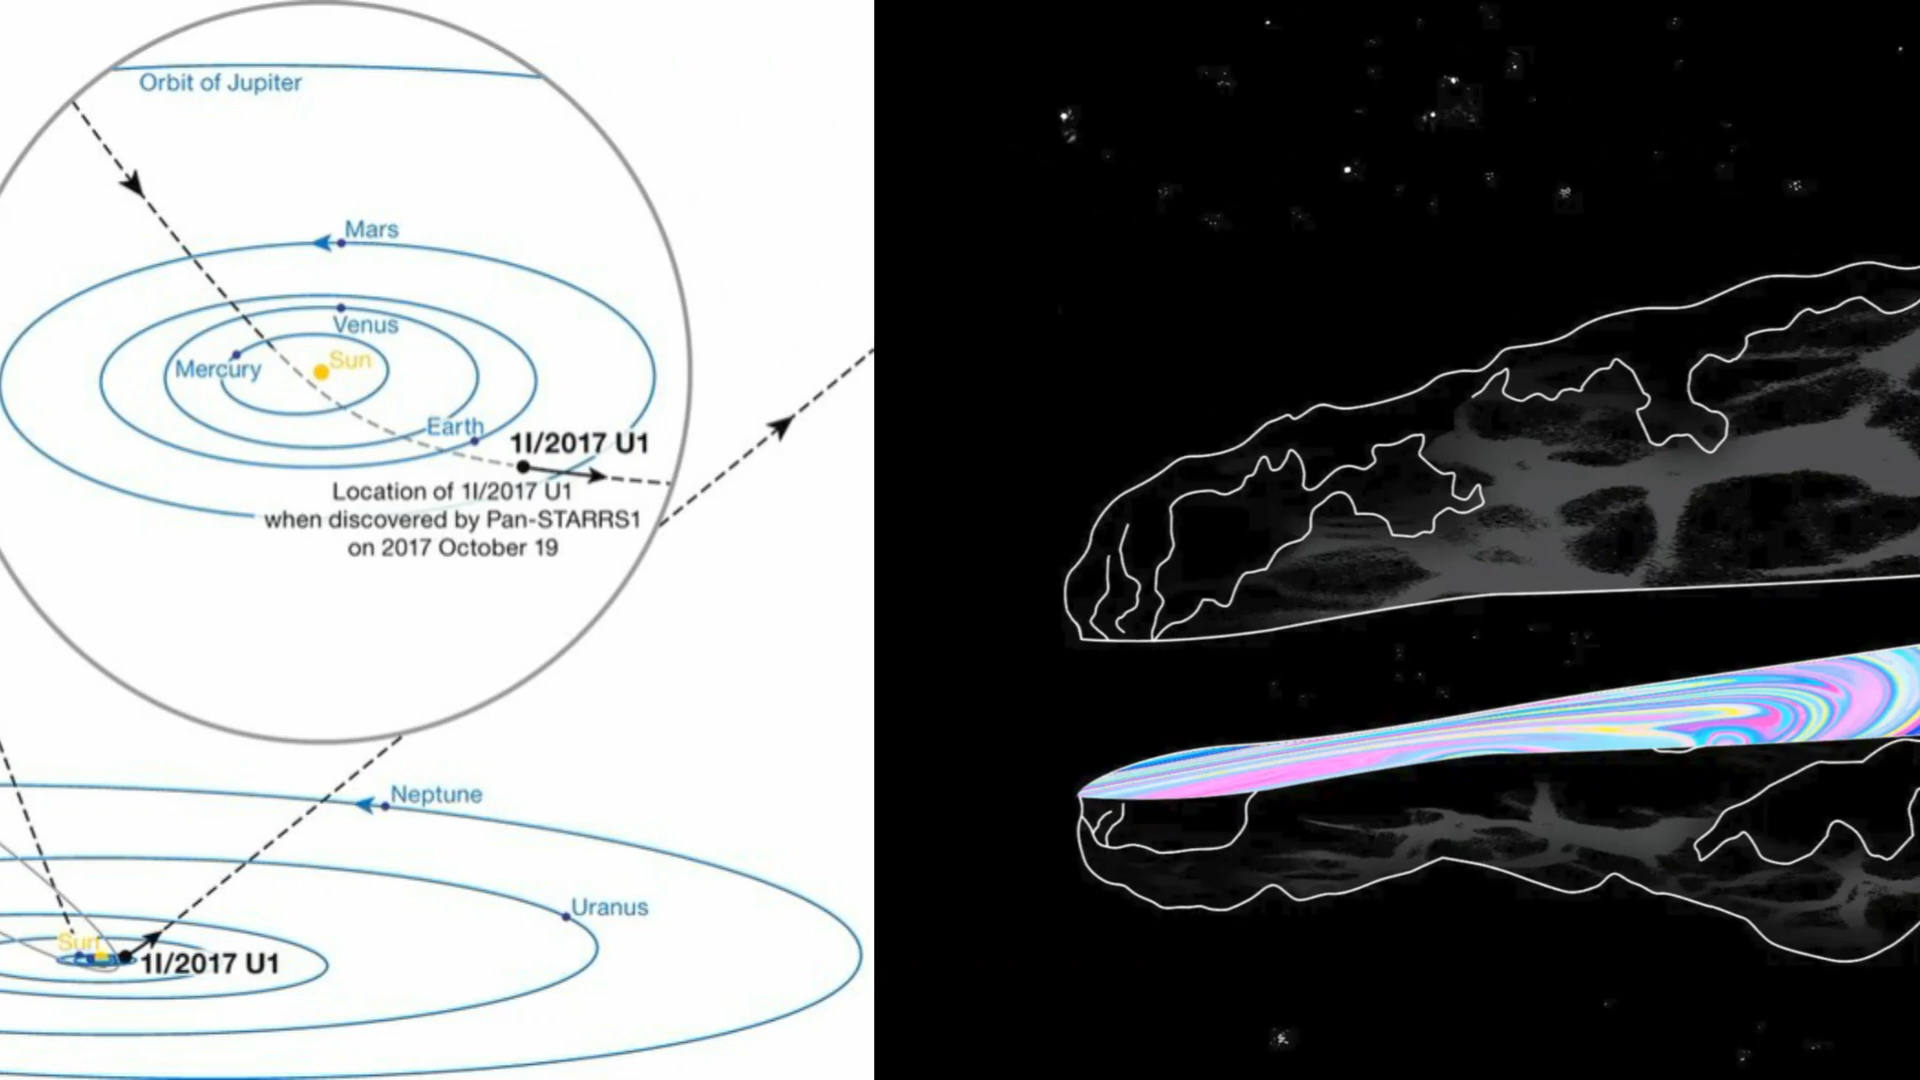 Orbit of Jupiter
Mars
Venus
Sun
Mercury
Earth
1I/2017 U1
Location of 1I/2017 U1
when discovered by Pan-STARRS1
on 2017 October 19
Neptune
Uranus
Sun
1I/2017 U1